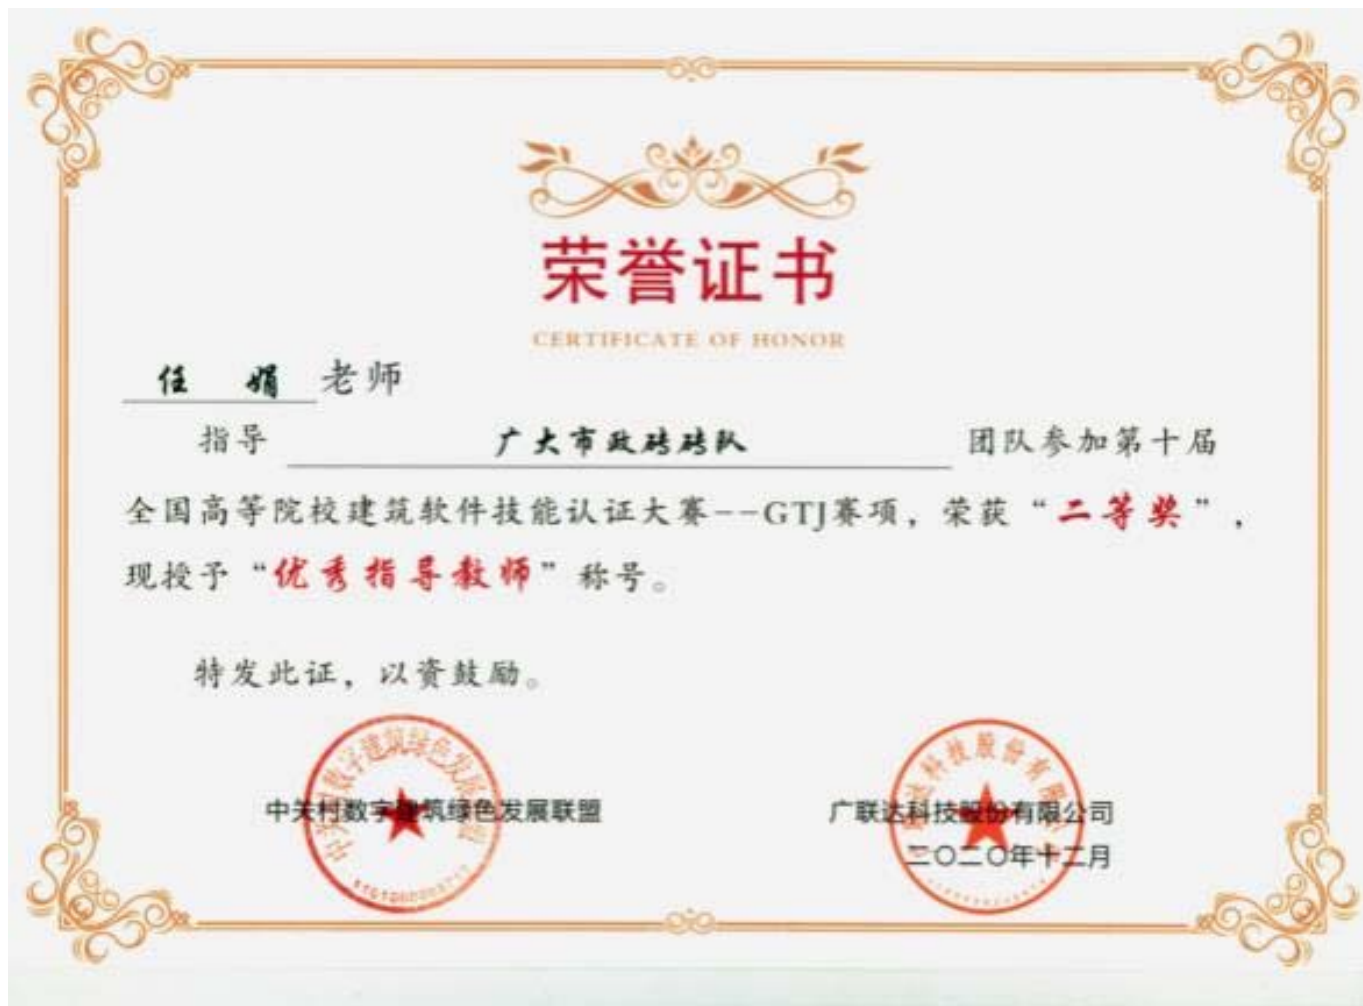 荣誉证书
CERTIFICATE OF HONOR
任 娟 老师
指导 广大市政砖砖队 团队参加第十届
全国高等院校建筑软件技能认证大赛--GTJ赛项，荣获“二等奖”，
现授予“优秀指导教师”称号。
特发此证，以资鼓励。
中关村数字建筑绿色发展联盟
广联达科技股份有限公司
二〇二〇年十二月